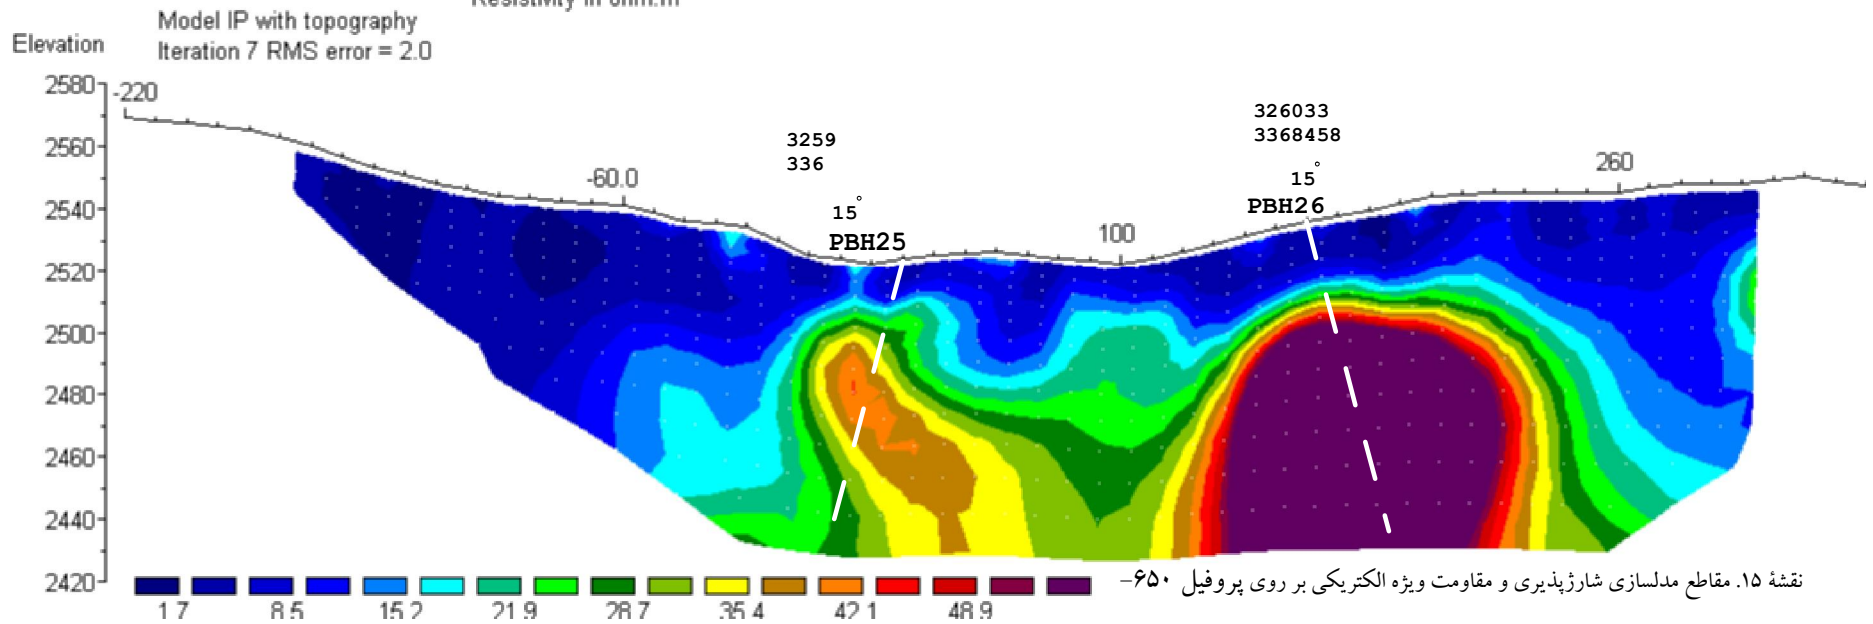 Resistivity in ohm.m
Model IP with topography
Elevation
Iteration 7 RMS error = 2.0
2580
-220
2560
2540
2520
2500
2480
2460
2440
2420
-60.0
3259
336
15°
PBH25
100
326033
3368458
15°
PBH26
260
نقشهٔ ۱۵. مقاطع مدلسازی شارژپذیری و مقاومت ویژه الکتریکی بر روی پروفیل ۶۵۰-
1.7 8.5 15.2 21.9 28.7 35.4 42.1 48.9